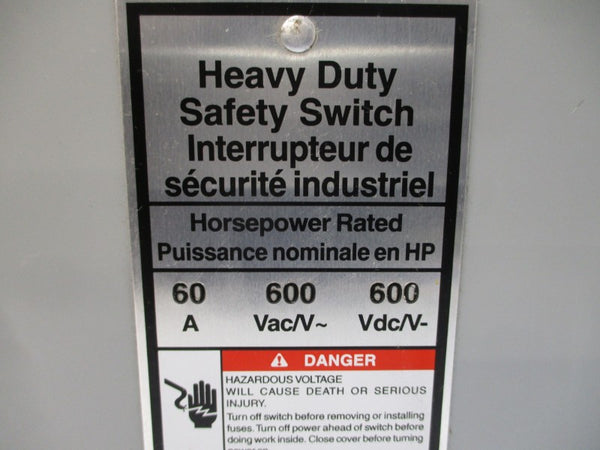 Heavy Duty
Safety Switch
Interrupteur de
sécurité industriel
Horsepower Rated
Puissance nominale en HP
60 600 600
A Vac/V~ Vdc/V-
DANGER
HAZARDOUS VOLTAGE
WILL CAUSE DEATH OR SERIOUS
INJURY.
Turn off switch before removing or installing
fuses. Turn off power ahead of switch before
doing work inside. Close cover before turning